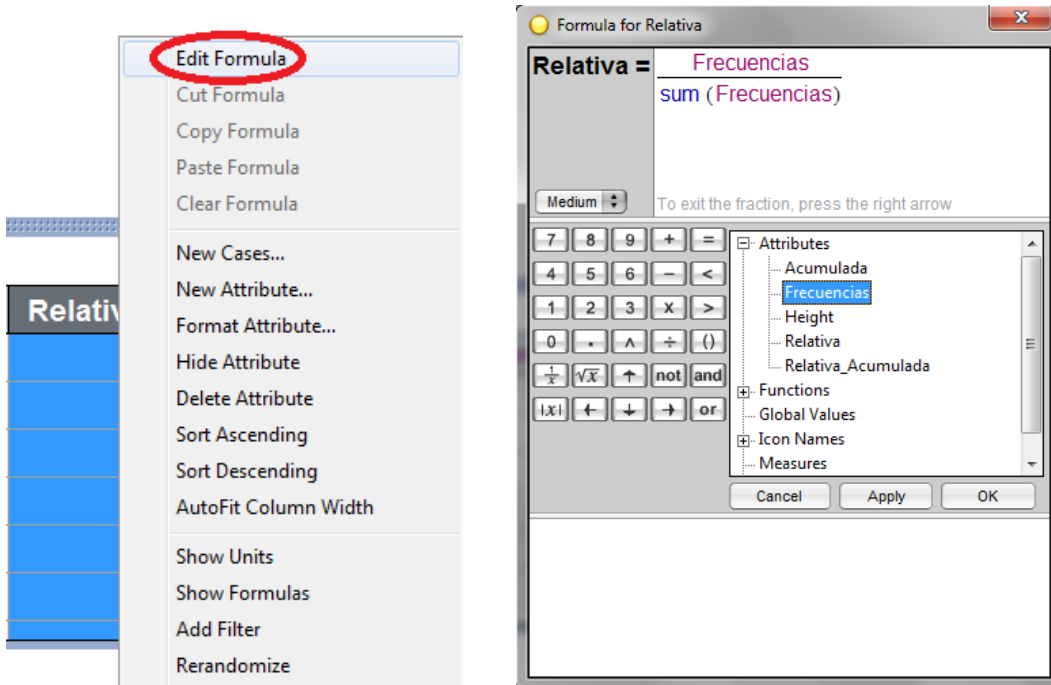 Edit Formula
Cut Formula
Copy Formula
Paste Formula
Clear Formula
New Cases...
New Attribute...
Format Attribute...
Hide Attribute
Delete Attribute
Sort Ascending
Sort Descending
AutoFit Column Width
Show Units
Show Formulas
Add Filter
Rerandomize
Relativ
Formula for Relativa
Relativa = Frecuencias
sum (Frecuencias)
Medium
To exit the fraction, press the right arrow
7 8 9 + =
4 5 6 − <
1 2 3 x >
0 . ^ ÷ ()
1/x √x ↑ not and
|x| ← ↓ → or
Attributes
Acumulada
Frecuencias
Height
Relativa
Relativa_Acumulada
Functions
Global Values
Icon Names
Measures
Cancel Apply OK